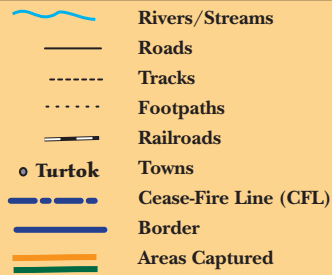 Rivers/Streams
Roads
Tracks
Footpaths
Railroads
Turtok Towns
Cease-Fire Line (CFL)
Border
Areas Captured